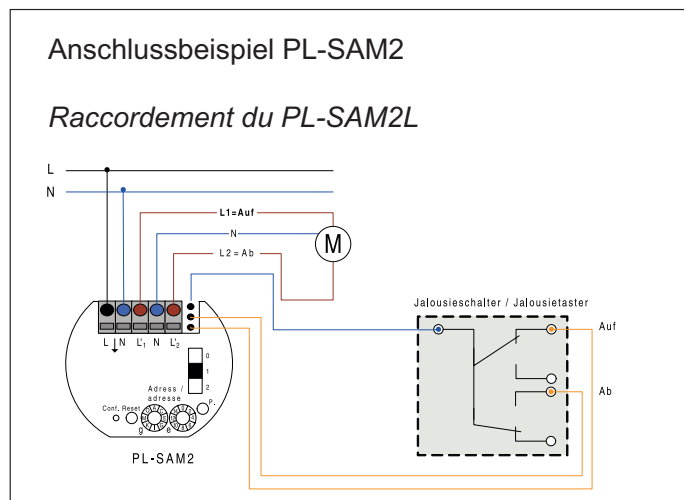 Anschlussbeispiel PL-SAM2
Raccordement du PL-SAM2L
L
N
L1=Auf
N
L2=Ab
M
Jalousieschalter / Jalousietaster
Auf
Ab
L N L'1 N L'2
0
1
2
Adress /
adresse
P.
Conf. Reset
g e
PL-SAM2